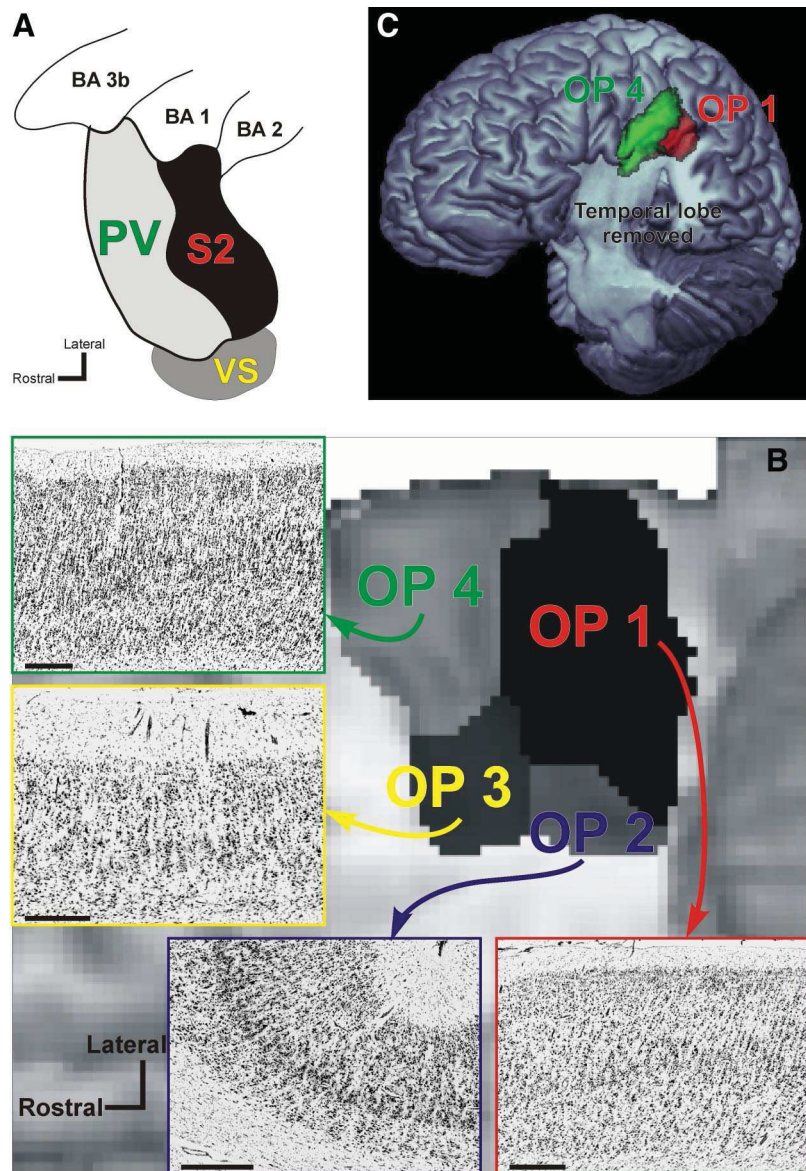 A
BA 3b
BA 1
BA 2
PV
S2
VS
Lateral
Rostral
C
OP 4
OP 1
Temporal lobe
removed
B
OP 4
OP 1
OP 3
OP 2
Lateral
Rostral